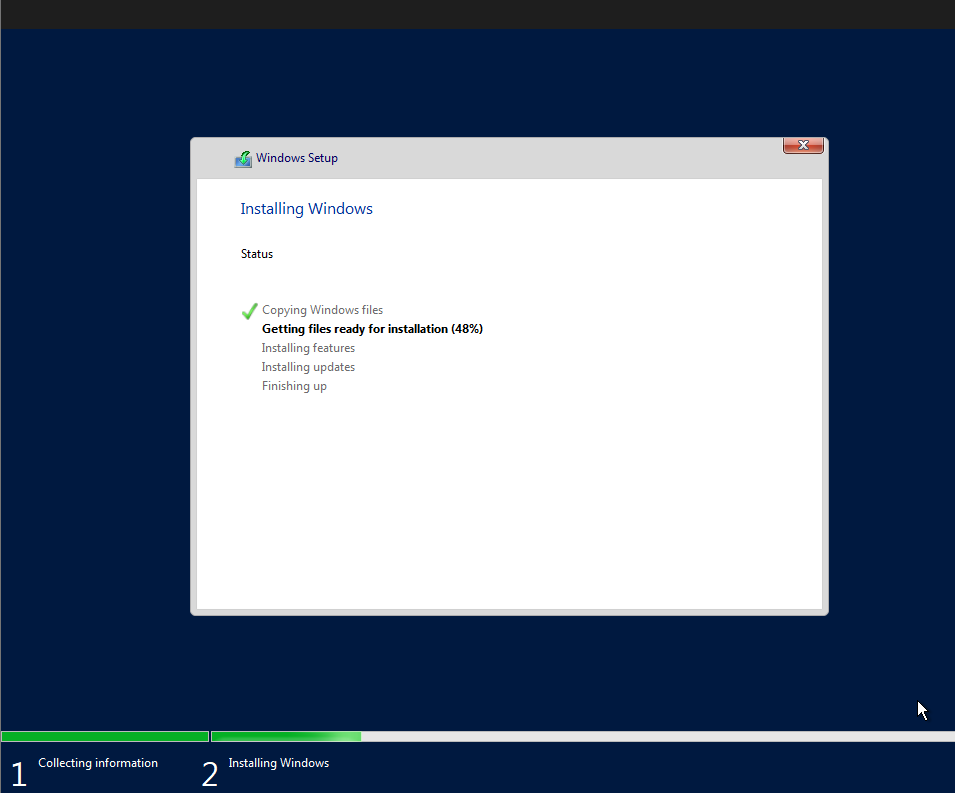 Windows Setup
Installing Windows
Status
Copying Windows files
Getting files ready for installation (48%)
Installing features
Installing updates
Finishing up
1 Collecting information
2 Installing Windows